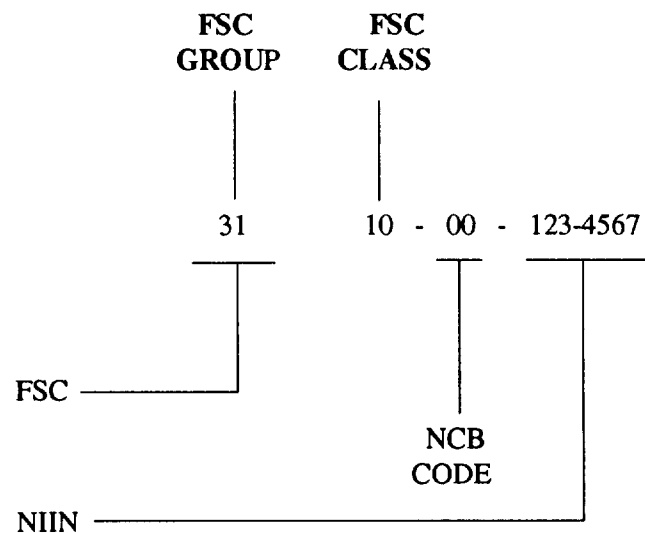 FSC FSC
GROUP CLASS
31 10 - 00 - 123-4567
FSC
NCB
CODE
NIIN